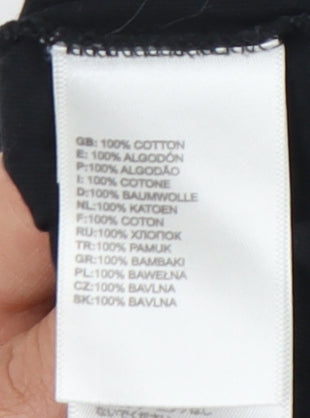 GB: 100% COTTON
E: 100% ALGODÓN
P:100% ALGODÃO
I: 100% COTONE
D:100% BAUMWOLLE
NL:100% KATOEN
F:100% COTON
RU:100% ХЛОПОК
TR:100% PAMUK
GR:100% BAMBAKI
PL:100% BAWEŁNA
CZ:100% BAVLNA
SK:100% BAVLNA